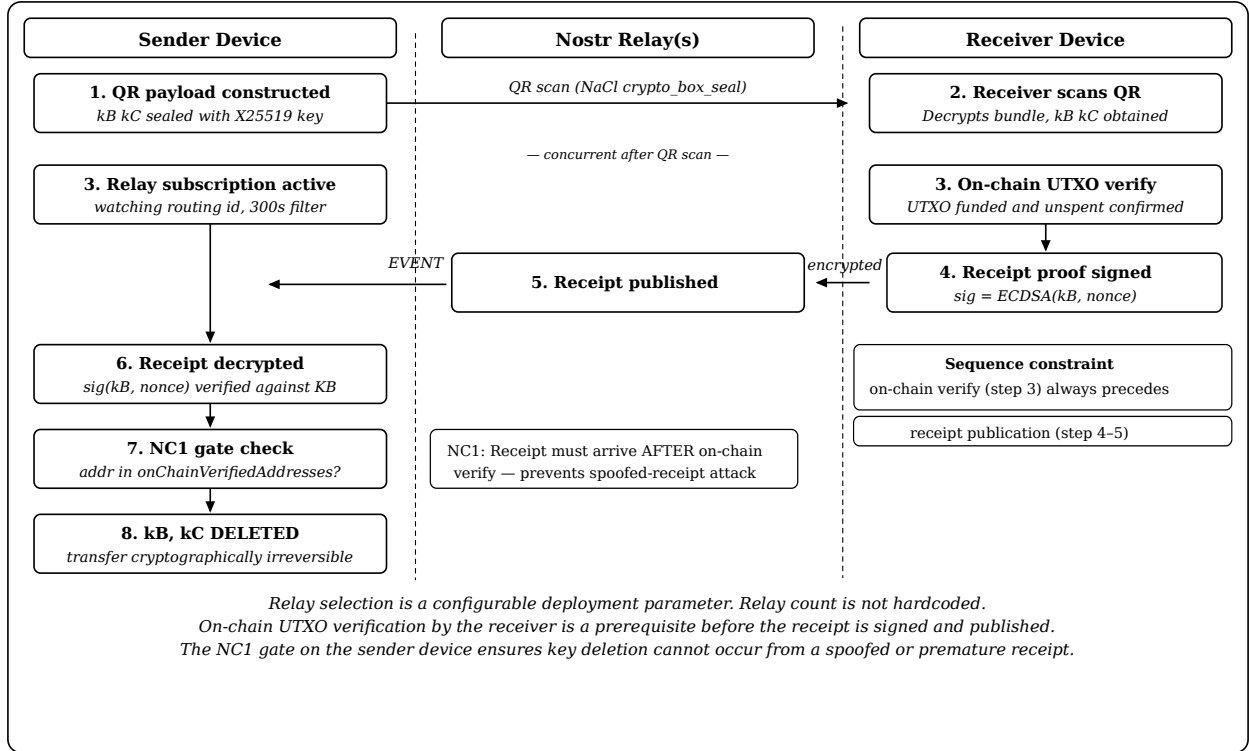 Sender Device
Nostr Relay(s)
Receiver Device
1. QR payload constructed
kB kC sealed with X25519 key
QR scan (NaCl crypto_box_seal)
2. Receiver scans QR
Decrypts bundle, kB kC obtained
— concurrent after QR scan —
3. Relay subscription active
watching routing id, 300s filter
3. On-chain UTXO verify
UTXO funded and unspent confirmed
EVENT
5. Receipt published
encrypted
4. Receipt proof signed
sig = ECDSA(kB, nonce)
6. Receipt decrypted
sig(kB, nonce) verified against KB
Sequence constraint
on-chain verify (step 3) always precedes
receipt publication (step 4–5)
7. NC1 gate check
addr in onChainVerifiedAddresses?
NC1: Receipt must arrive AFTER on-chain
verify — prevents spoofed-receipt attack
8. kB, kC DELETED
transfer cryptographically irreversible
Relay selection is a configurable deployment parameter. Relay count is not hardcoded.
On-chain UTXO verification by the receiver is a prerequisite before the receipt is signed and published.
The NC1 gate on the sender device ensures key deletion cannot occur from a spoofed or premature receipt.